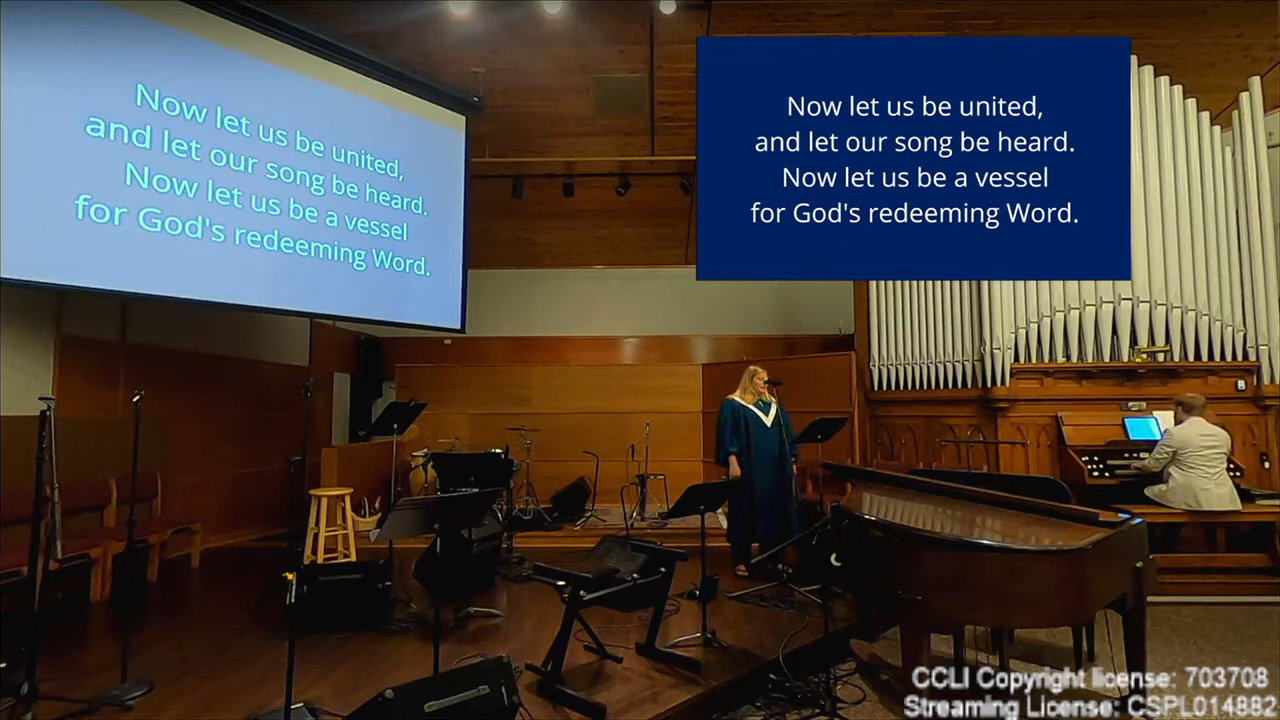 Now let us be united,
and let our song be heard.
Now let us be a vessel
for God's redeeming Word.
Now let us be united,
and let our song be heard.
Now let us be a vessel
for God's redeeming Word.
CCLI Copyright license: 703708
Streaming License: CSPL014882